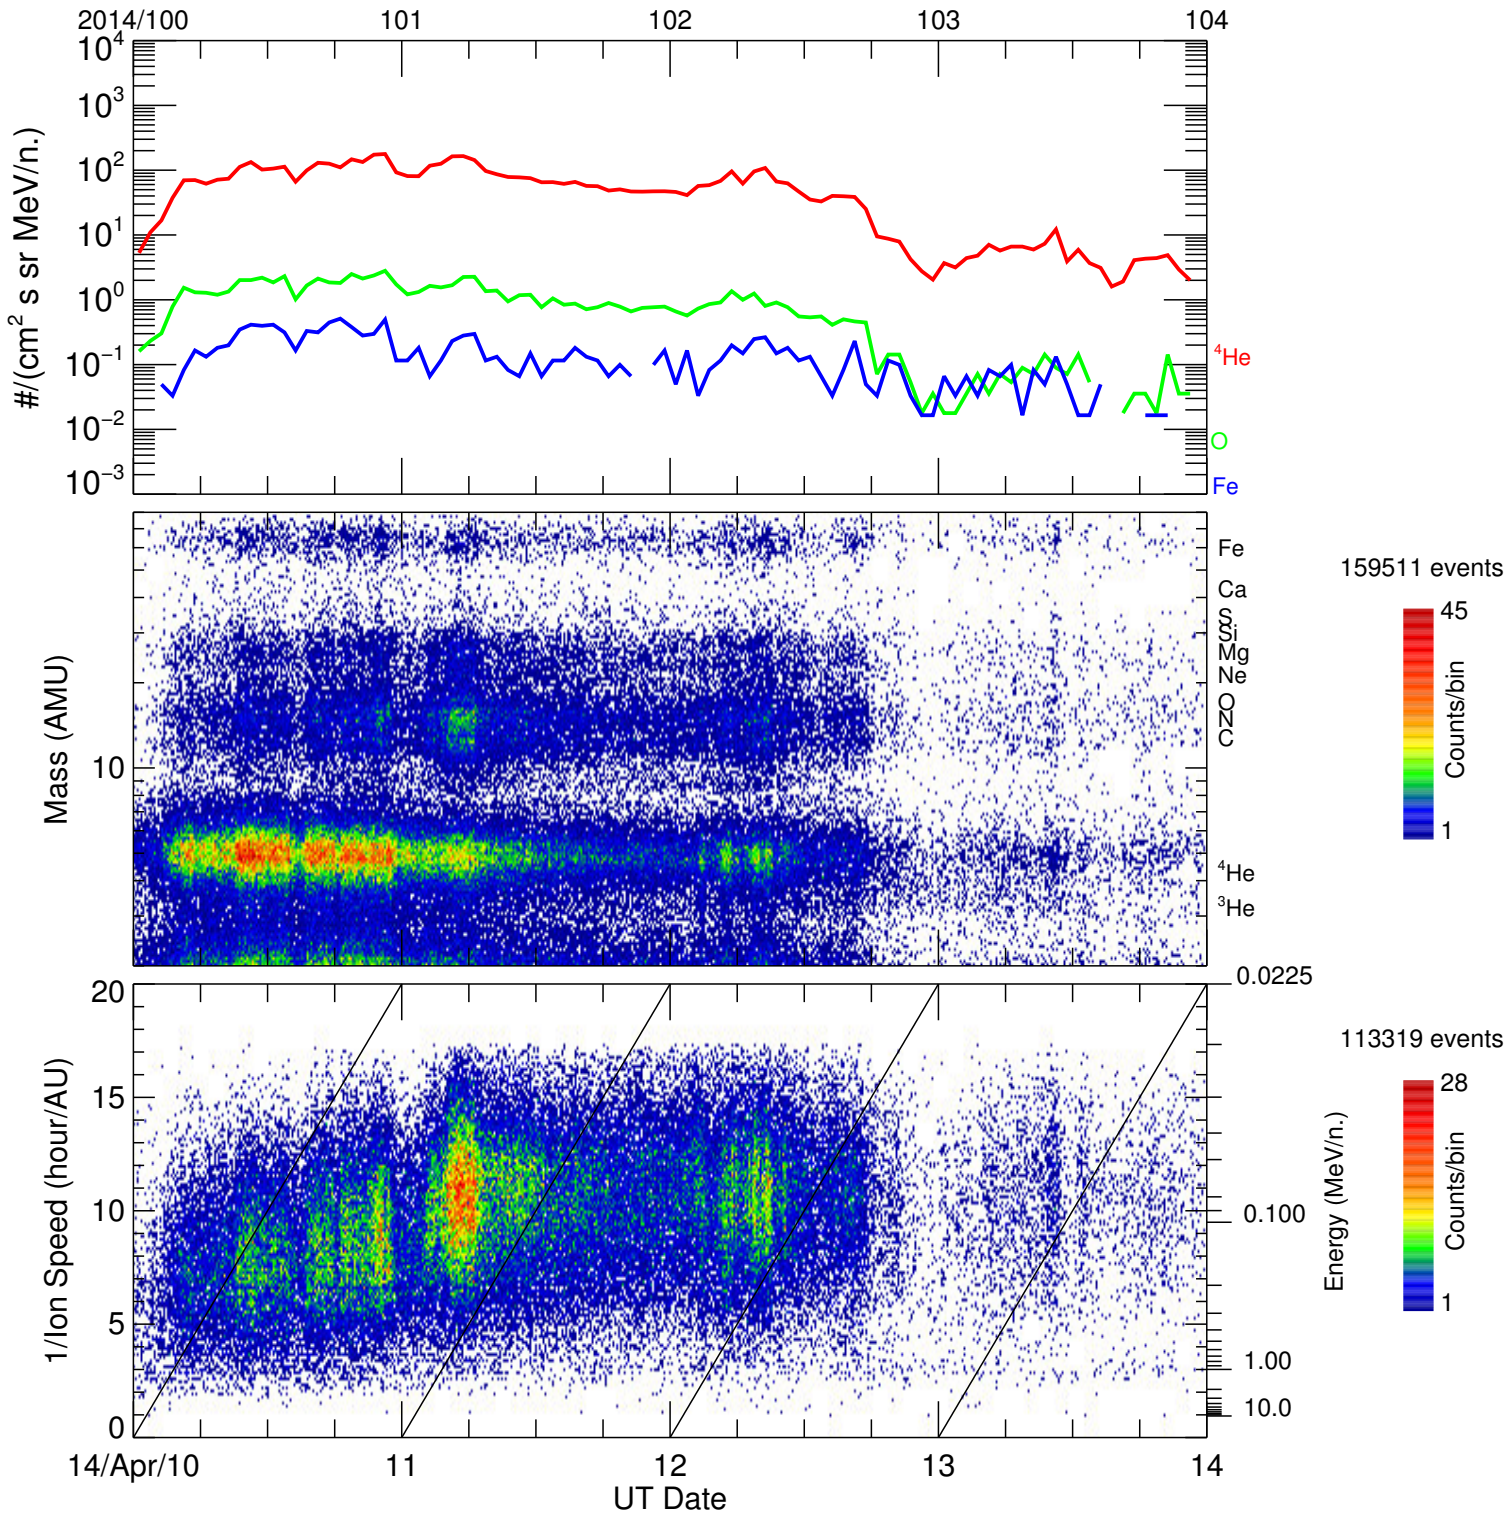 2014/100 101 102 103 104
10^4
10^3
10^2
10^1
10^0
10^−1
10^−2
10^−3
#/(cm^2 s sr MeV/n.)
^4He
O
Fe
Mass (AMU)
10
Fe
Ca
S
Si
Mg
Ne
O
N
C
^4He
^3He
159511 events
45
Counts/bin
1
1/Ion Speed (hour/AU)
20
15
10
5
0
0.0225
0.100
1.00
10.0
Energy (MeV/n.)
113319 events
28
Counts/bin
1
14/Apr/10 11 12 13 14
UT Date